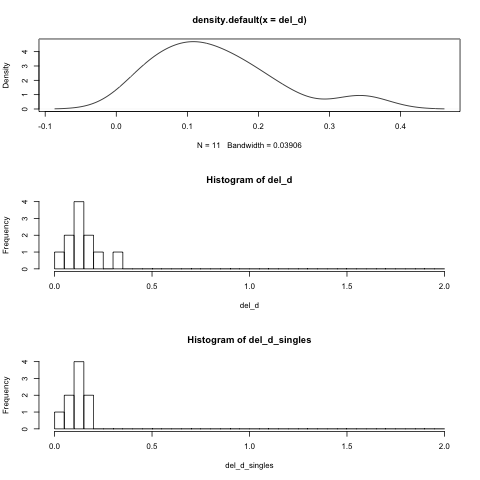 density.default(x = del_d)
Density
0 1 2 3 4
-0.1 0.0 0.1 0.2 0.3 0.4
N = 11 Bandwidth = 0.03906
Histogram of del_d
Frequency
0 1 2 3 4
0.0 0.5 1.0 1.5 2.0
del_d
Histogram of del_d_singles
Frequency
0 1 2 3 4
0.0 0.5 1.0 1.5 2.0
del_d_singles